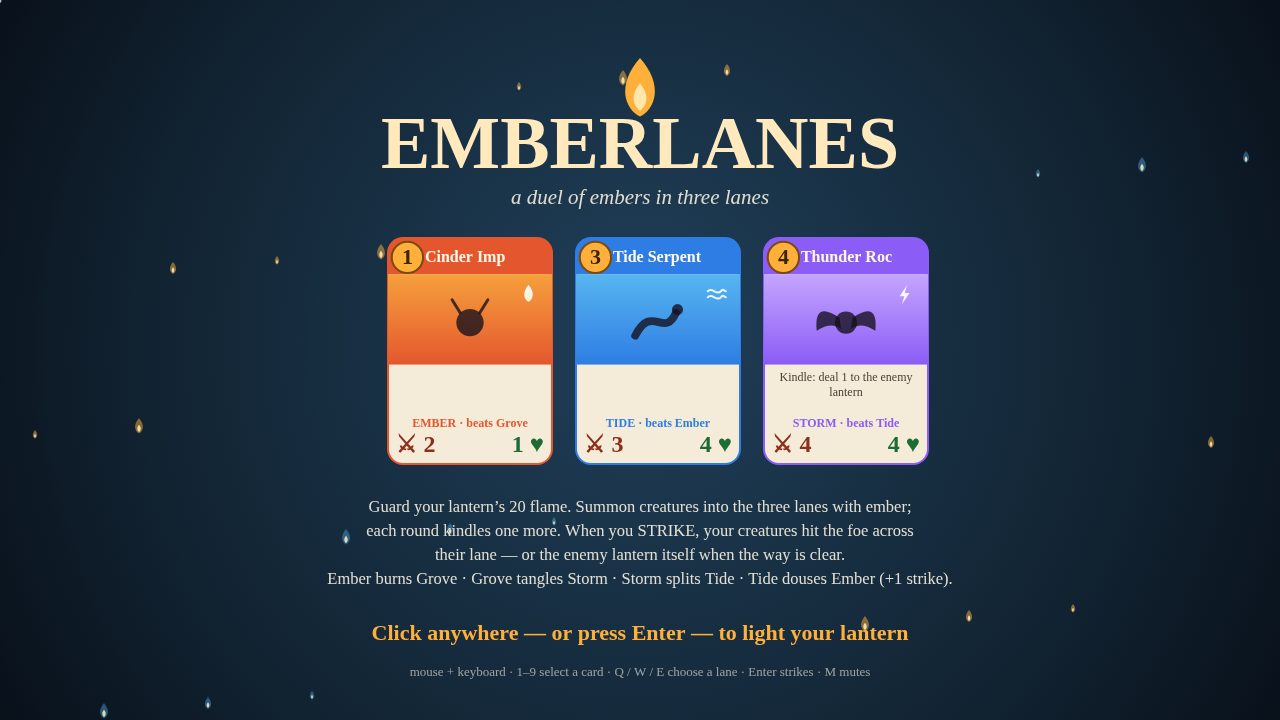 EMBERLANES
a duel of embers in three lanes
1 Cinder Imp
EMBER · beats Grove
⚔ 2 1 ♥
3 Tide Serpent
TIDE · beats Ember
⚔ 3 4 ♥
4 Thunder Roc
Kindle: deal 1 to the enemy
lantern
STORM · beats Tide
⚔ 4 4 ♥
Guard your lantern’s 20 flame. Summon creatures into the three lanes with ember;
each round kindles one more. When you STRIKE, your creatures hit the foe across
their lane — or the enemy lantern itself when the way is clear.
Ember burns Grove · Grove tangles Storm · Storm splits Tide · Tide douses Ember (+1 strike).
Click anywhere — or press Enter — to light your lantern
mouse + keyboard · 1–9 select a card · Q / W / E choose a lane · Enter strikes · M mutes